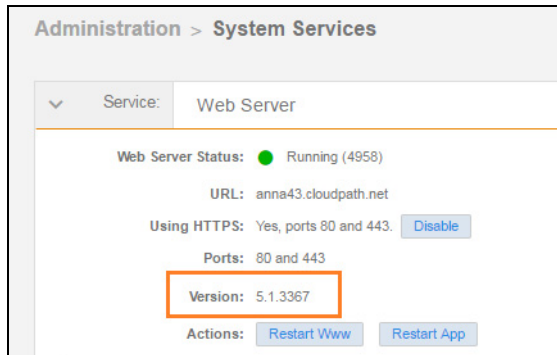 Administration > System Services
Service: Web Server
Web Server Status: Running (4958)
URL: anna43.cloudpath.net
Using HTTPS: Yes, ports 80 and 443. Disable
Ports: 80 and 443
Version: 5.1.3367
Actions: Restart Www Restart App